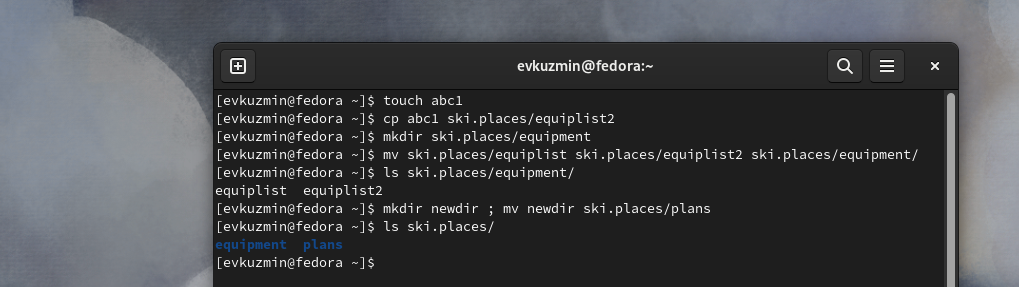 evkuzmin@fedora:~
[evkuzmin@fedora ~]$ touch abc1
[evkuzmin@fedora ~]$ cp abc1 ski.places/equiplist2
[evkuzmin@fedora ~]$ mkdir ski.places/equipment
[evkuzmin@fedora ~]$ mv ski.places/equiplist ski.places/equiplist2 ski.places/equipment/
[evkuzmin@fedora ~]$ ls ski.places/equipment/
equiplist  equiplist2
[evkuzmin@fedora ~]$ mkdir newdir ; mv newdir ski.places/plans
[evkuzmin@fedora ~]$ ls ski.places/
equipment  plans
[evkuzmin@fedora ~]$